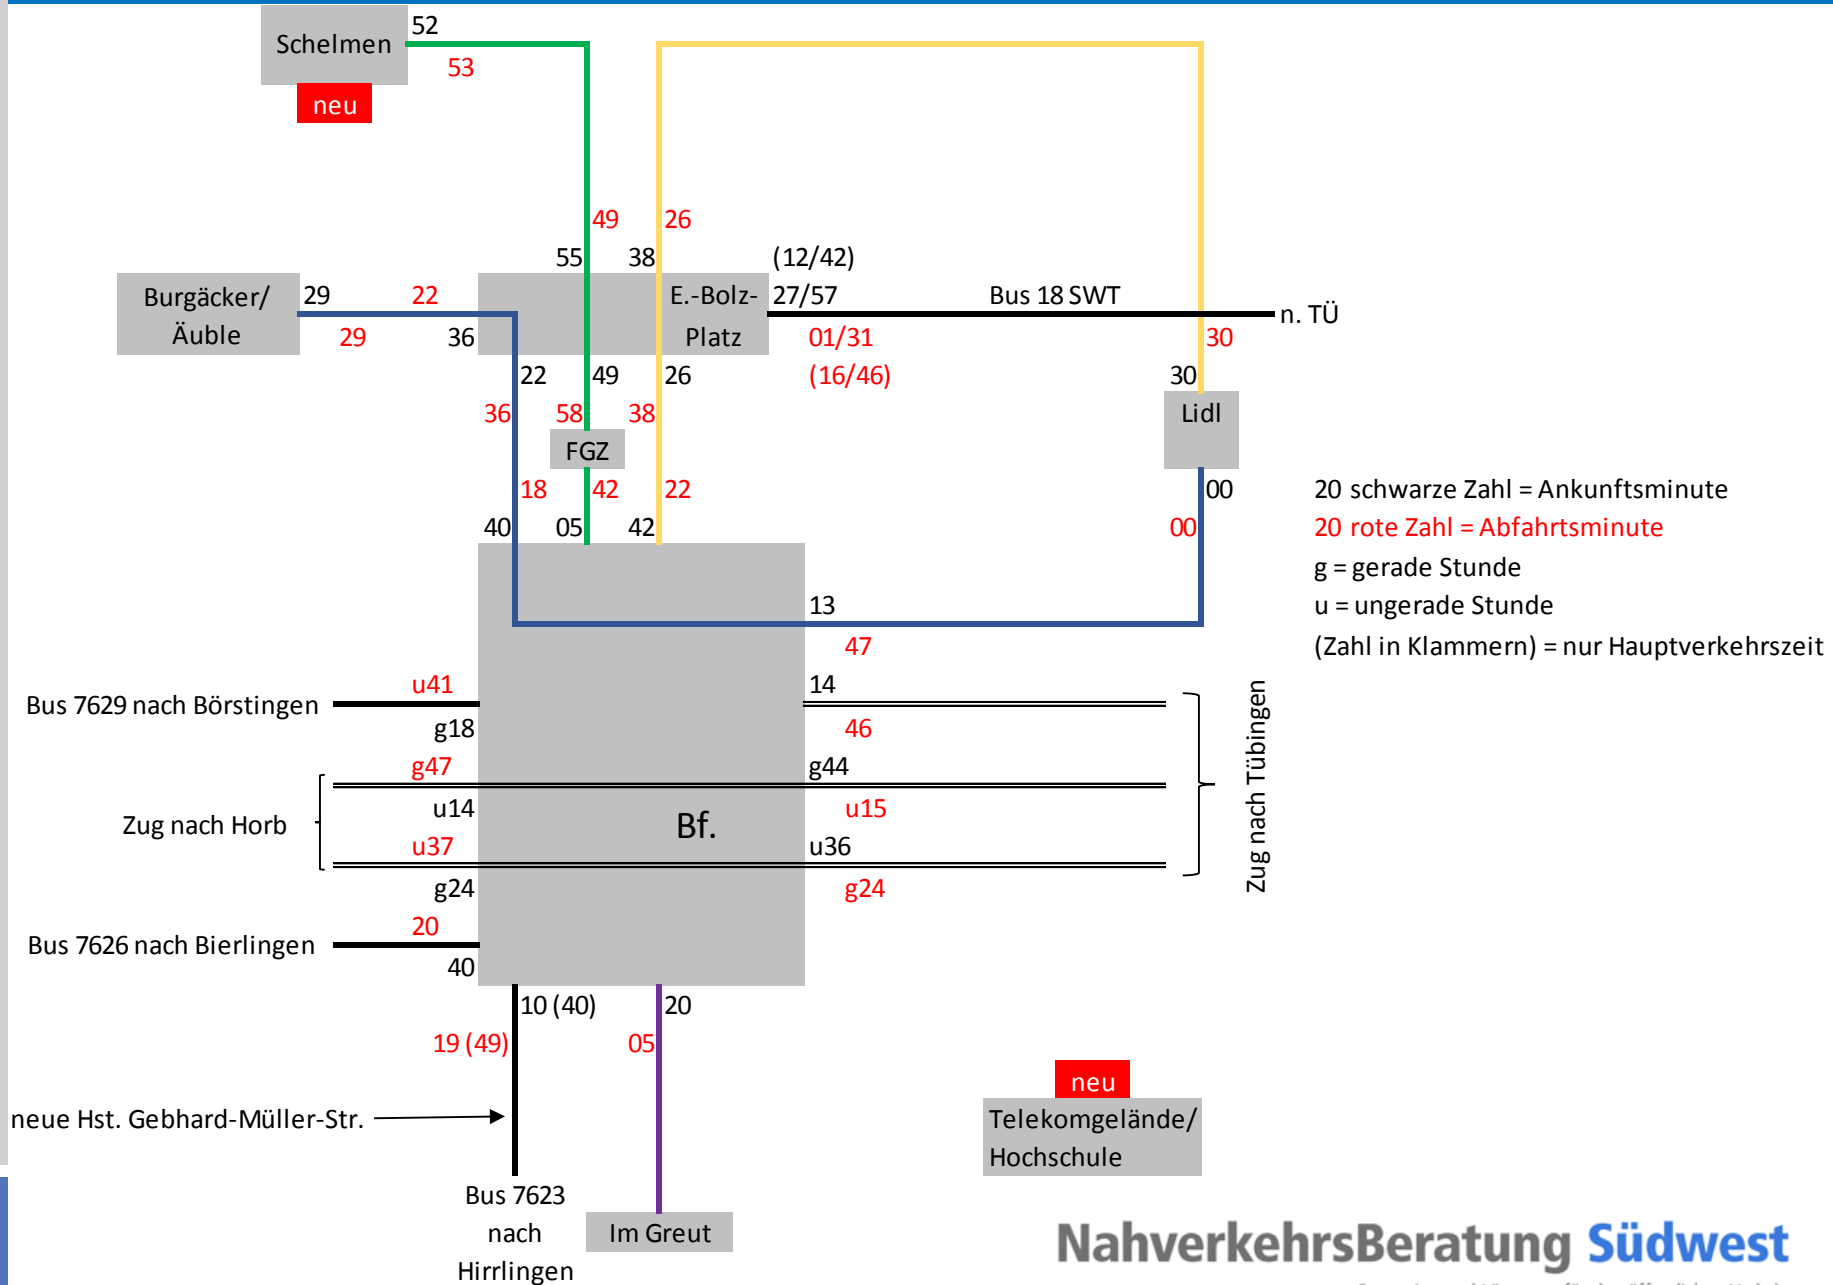 52
Schelmen
53
neu
49 26
55 38 (12/42)
Burgäcker/
Äuble
29 22
29 36
E.-Bolz-
Platz
27/57
Bus 18 SWT
n. TÜ
01/31
(16/46)
30
30
22 49 26
36 58 38
Lidl
FGZ
18 42 22
40 05 42
00
00
20 schwarze Zahl = Ankunftsminute
20 rote Zahl = Abfahrtsminute
g = gerade Stunde
u = ungerade Stunde
(Zahl in Klammern) = nur Hauptverkehrszeit
13
47
u41
14
Bus 7629 nach Börstingen
g18
46
g47
g44
u14
u15
Zug nach Horb
Bf.
u37
u36
g24
g24
Zug nach Tübingen
20
Bus 7626 nach Bierlingen
40
10 (40) 20
19 (49) 05
neue Hst. Gebhard-Müller-Str.
neu
Telekomgelände/
Hochschule
Bus 7623
nach
Hirrlingen
Im Greut
NahverkehrsBeratung Südwest